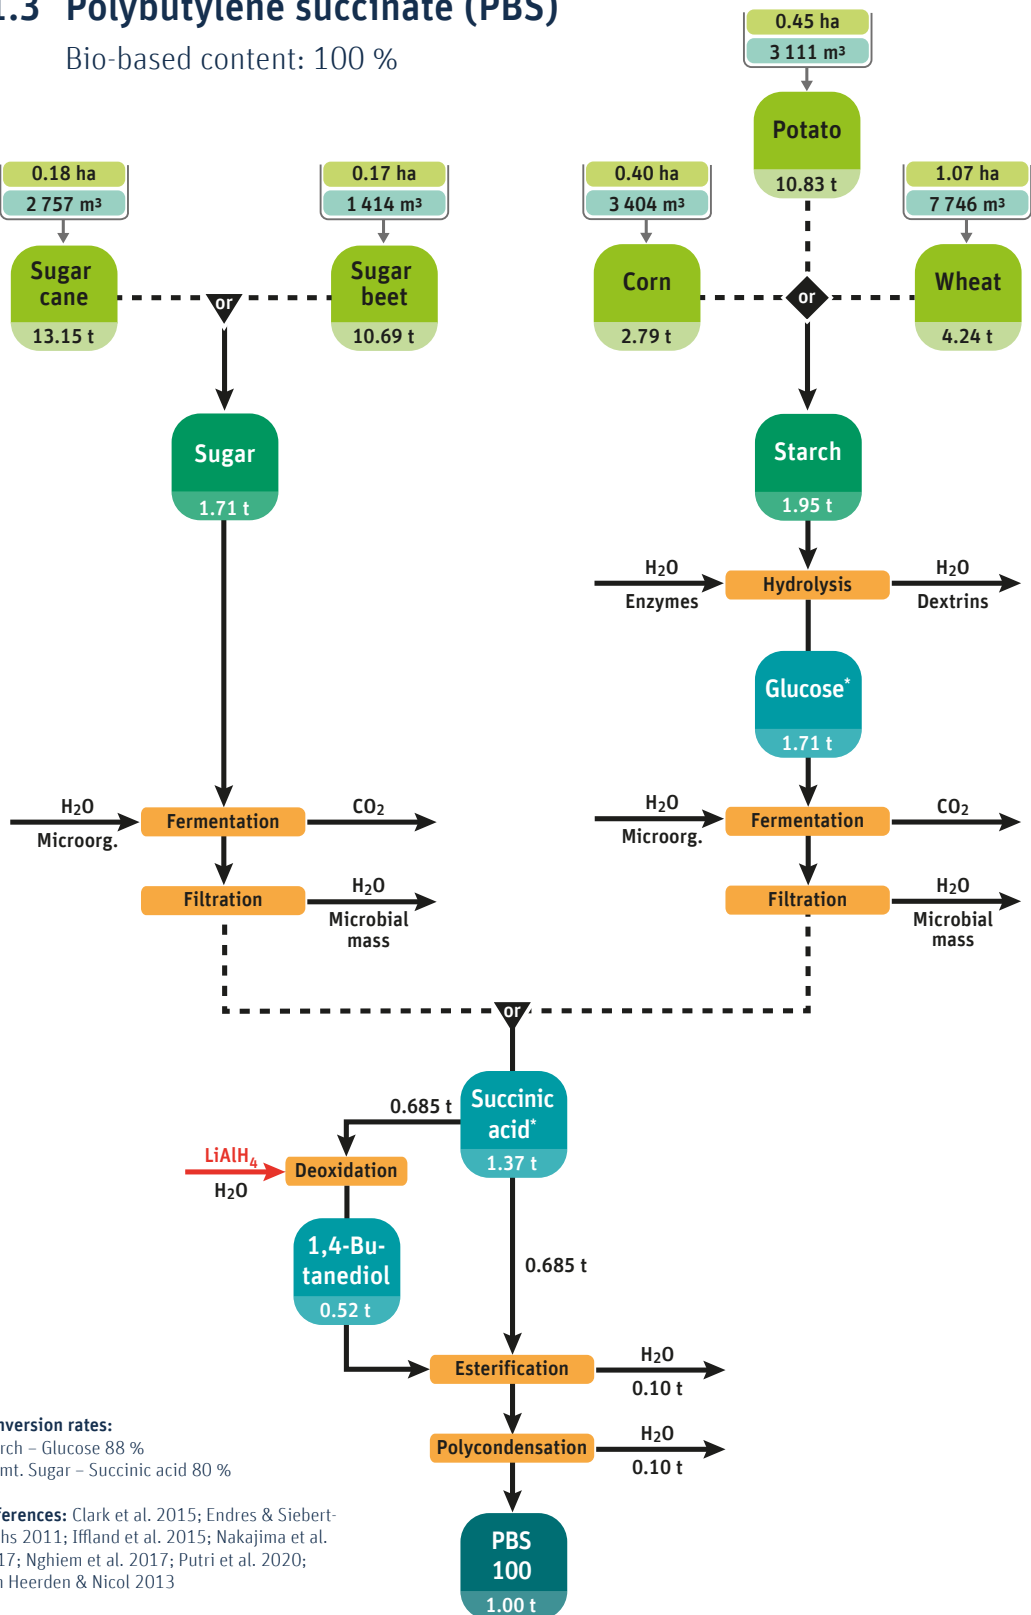 1.3 Polybutylene succinate (PBS)
Bio-based content: 100 %
0.45 ha
3 111 m³
Potato
10.83 t
0.18 ha
2 757 m³
Sugar
cane
13.15 t
or
0.17 ha
1 414 m³
Sugar
beet
10.69 t
0.40 ha
3 404 m³
Corn
2.79 t
or
1.07 ha
7 746 m³
Wheat
4.24 t
Sugar
1.71 t
Starch
1.95 t
H₂O
Enzymes
Hydrolysis
H₂O
Dextrins
Glucose*
1.71 t
H₂O
Microorg.
Fermentation
CO₂
H₂O
Microorg.
Fermentation
CO₂
Filtration
H₂O
Microbial
mass
Filtration
H₂O
Microbial
mass
or
Succinic
acid*
1.37 t
0.685 t
LiAlH₄
H₂O
Deoxidation
1,4-Bu-
tanediol
0.52 t
0.685 t
Esterification
H₂O
0.10 t
Polycondensation
H₂O
0.10 t
PBS
100
1.00 t
nversion rates:
rch – Glucose 88 %
mt. Sugar – Succinic acid 80 %
ferences: Clark et al. 2015; Endres & Siebert-
hs 2011; Iffland et al. 2015; Nakajima et al.
17; Nghiem et al. 2017; Putri et al. 2020;
n Heerden & Nicol 2013